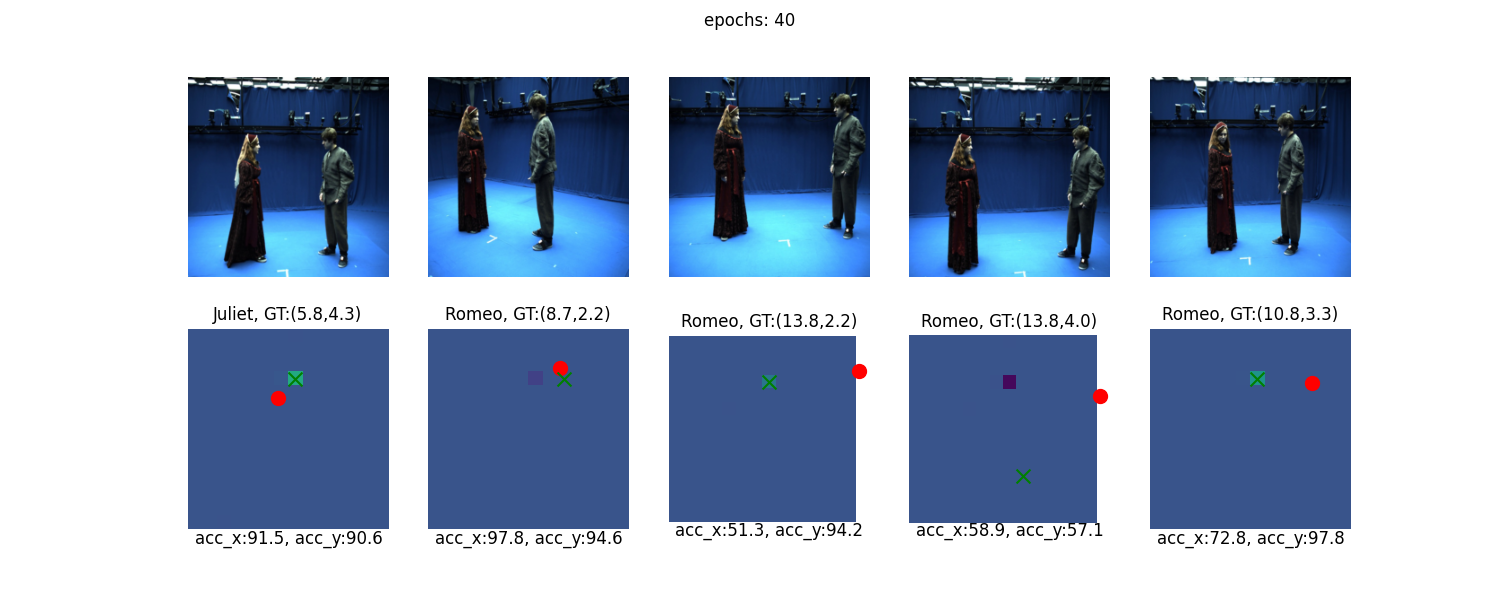 epochs: 40
Juliet, GT:(5.8,4.3)
Romeo, GT:(8.7,2.2)
Romeo, GT:(13.8,2.2)
Romeo, GT:(13.8,4.0)
Romeo, GT:(10.8,3.3)
acc_x:91.5, acc_y:90.6
acc_x:97.8, acc_y:94.6
acc_x:51.3, acc_y:94.2
acc_x:58.9, acc_y:57.1
acc_x:72.8, acc_y:97.8